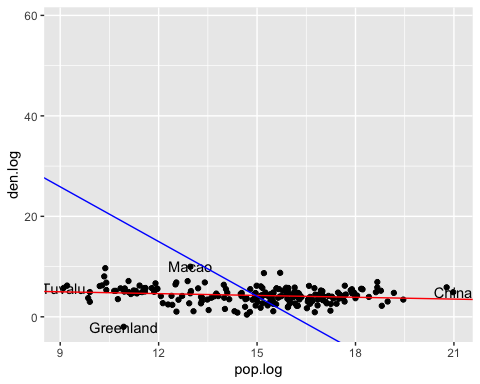 60
40
20
0
den.log
Macao
Tuvalu
China
Greenland
9 12 15 18 21
pop.log